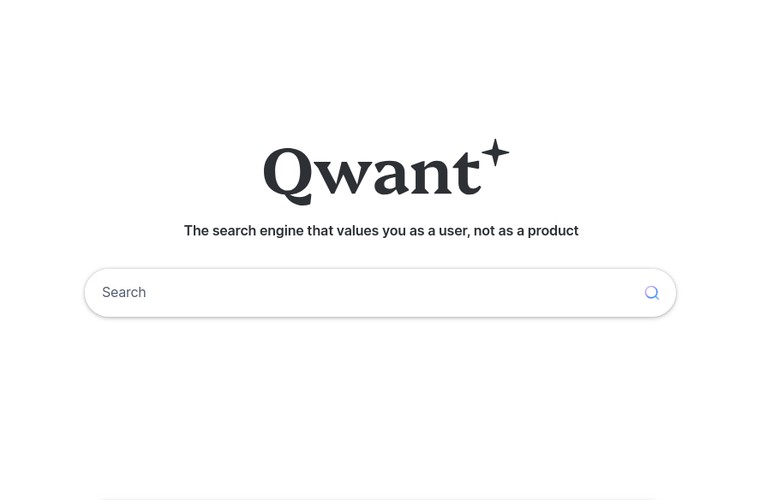 Qwant
The search engine that values you as a user, not as a product
Search